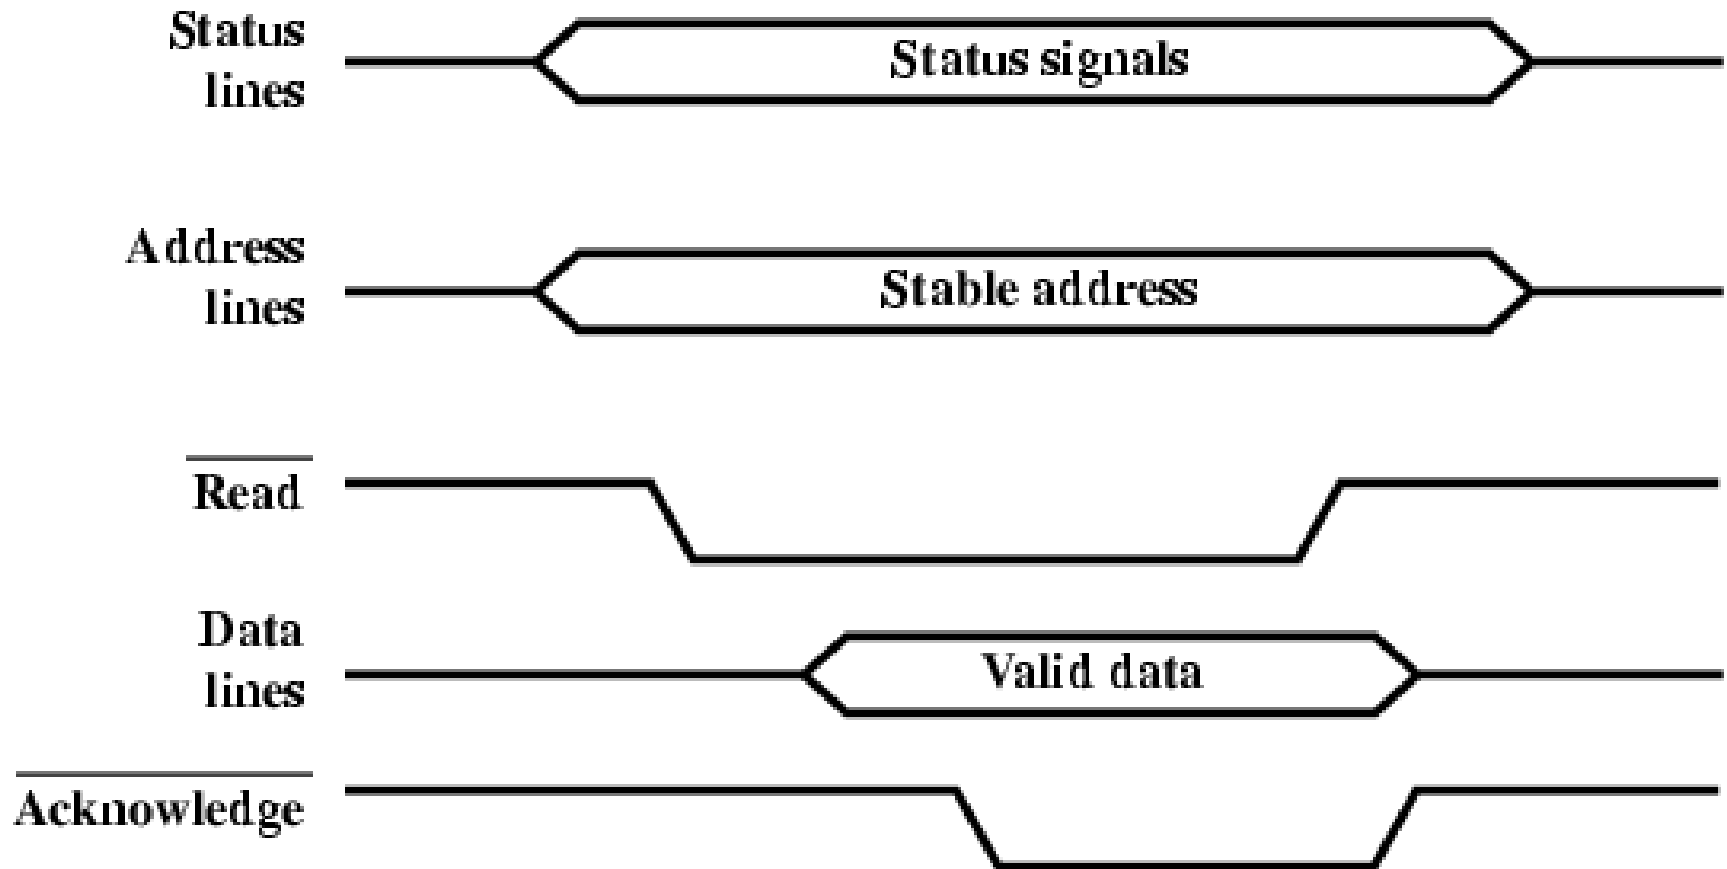 Status
lines
Status signals
Address
lines
Stable address
Read
Data
lines
Valid data
Acknowledge